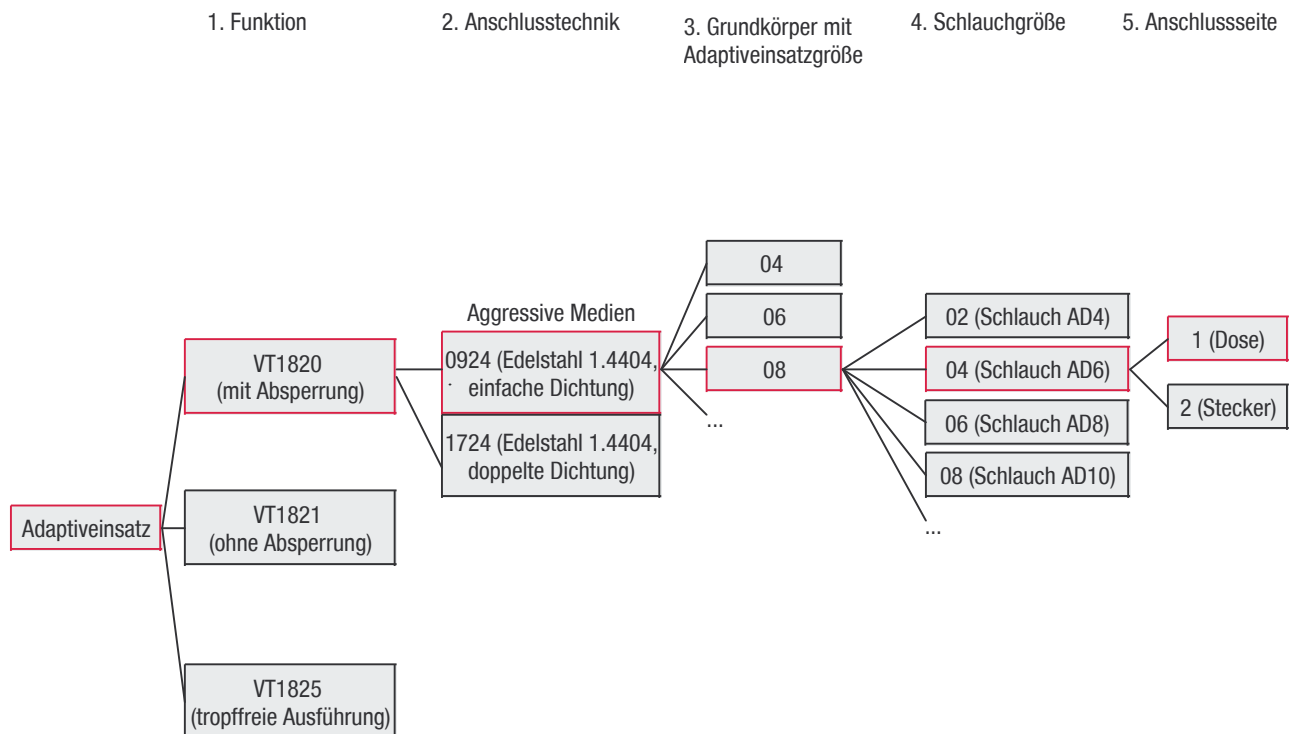 1. Funktion
2. Anschlusstechnik
3. Grundkörper mit
Adaptiveinsatzgröße
4. Schlauchgröße
5. Anschlussseite
Adaptiveinsatz
VT1820
(mit Absperrung)
VT1821
(ohne Absperrung)
VT1825
(tropffreie Ausführung)
Aggressive Medien
0924 (Edelstahl 1.4404,
einfache Dichtung)
1724 (Edelstahl 1.4404,
doppelte Dichtung)
04
06
08
...
02 (Schlauch AD4)
04 (Schlauch AD6)
06 (Schlauch AD8)
08 (Schlauch AD10)
...
1 (Dose)
2 (Stecker)